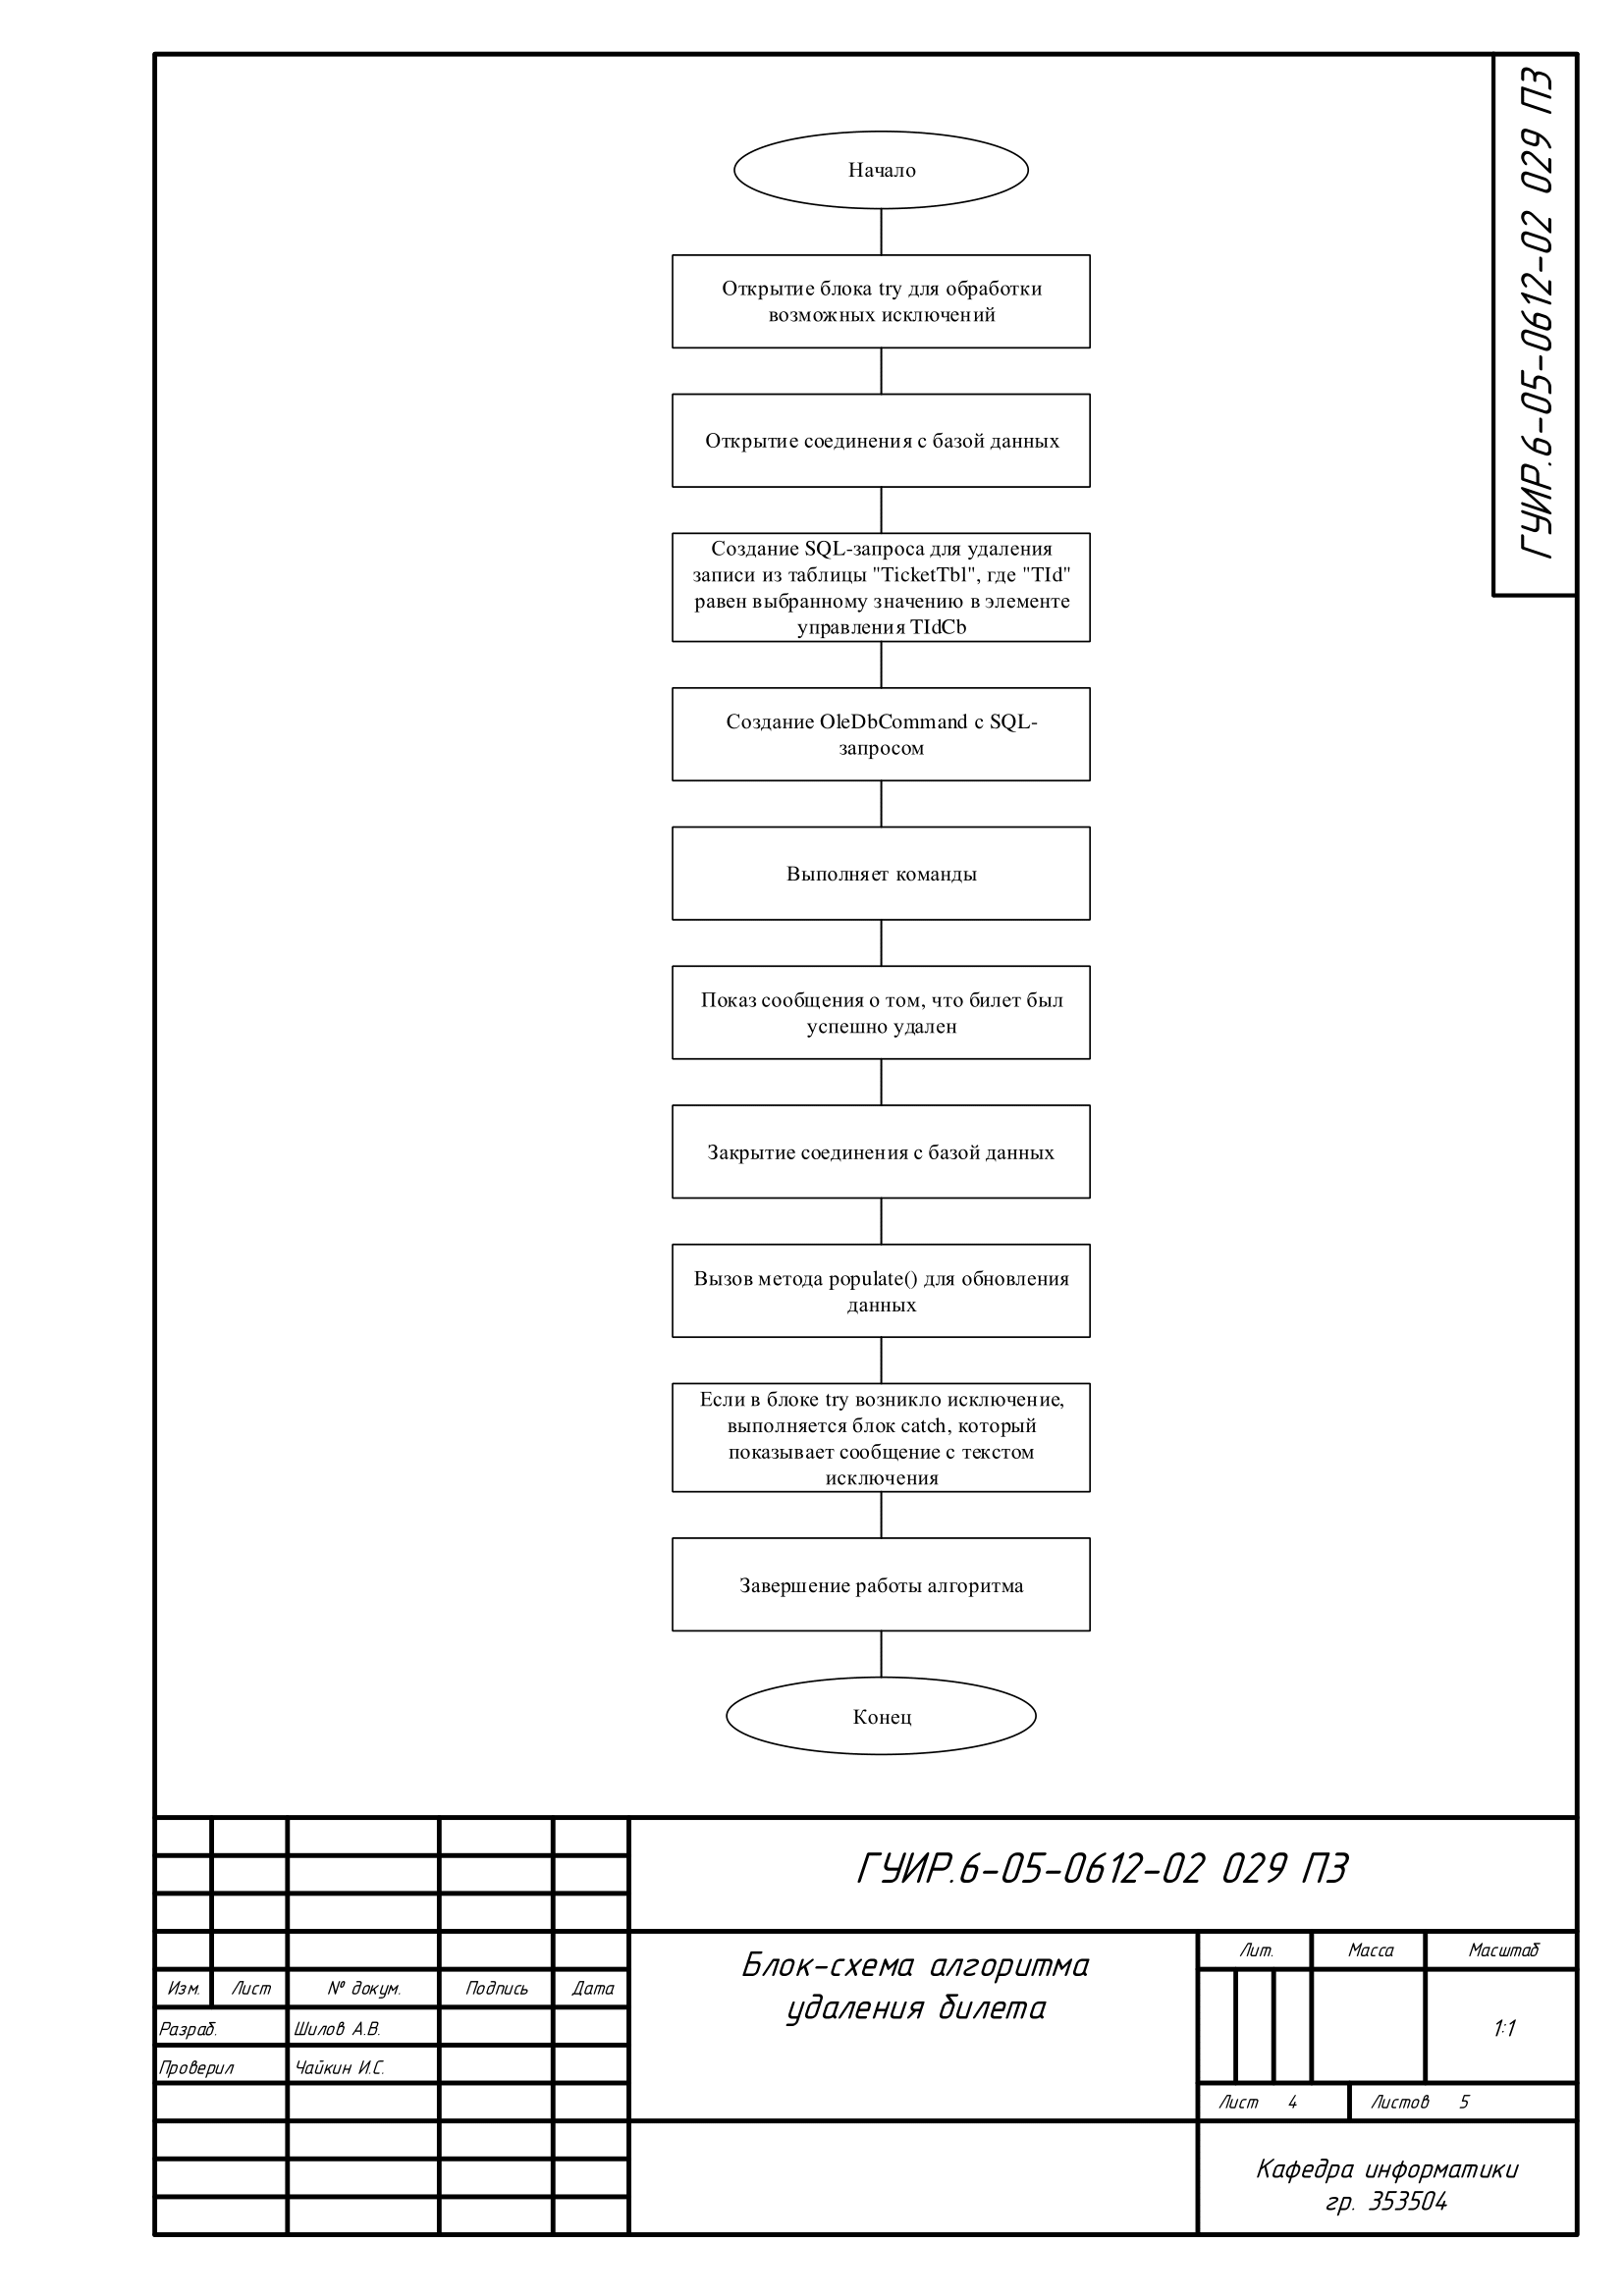 ГУИР.6-05-0612-02 029 ПЗ
Начало
Открытие блока try для обработки
возможных исключений
Открытие соединения с базой данных
Создание SQL-запроса для удаления
записи из таблицы "TicketTbl", где "TId"
равен выбранному значению в элементе
управления TIdCb
Создание OleDbCommand с SQL-
запросом
Выполняет команды
Показ сообщения о том, что билет был
успешно удален
Закрытие соединения с базой данных
Вызов метода populate() для обновления
данных
Если в блоке try возникло исключение,
выполняется блок catch, который
показывает сообщение с текстом
исключения
Завершение работы алгоритма
Конец
ГУИР.6-05-0612-02 029 ПЗ
Блок-схема алгоритма
удаления билета
Лит. Масса Масштаб
1:1
Лист 4 Листов 5
Изм. Лист № докум. Подпись Дата
Разраб. Шилов А.В.
Проверил Чайкин И.С.
Кафедра информатики
гр. 353504